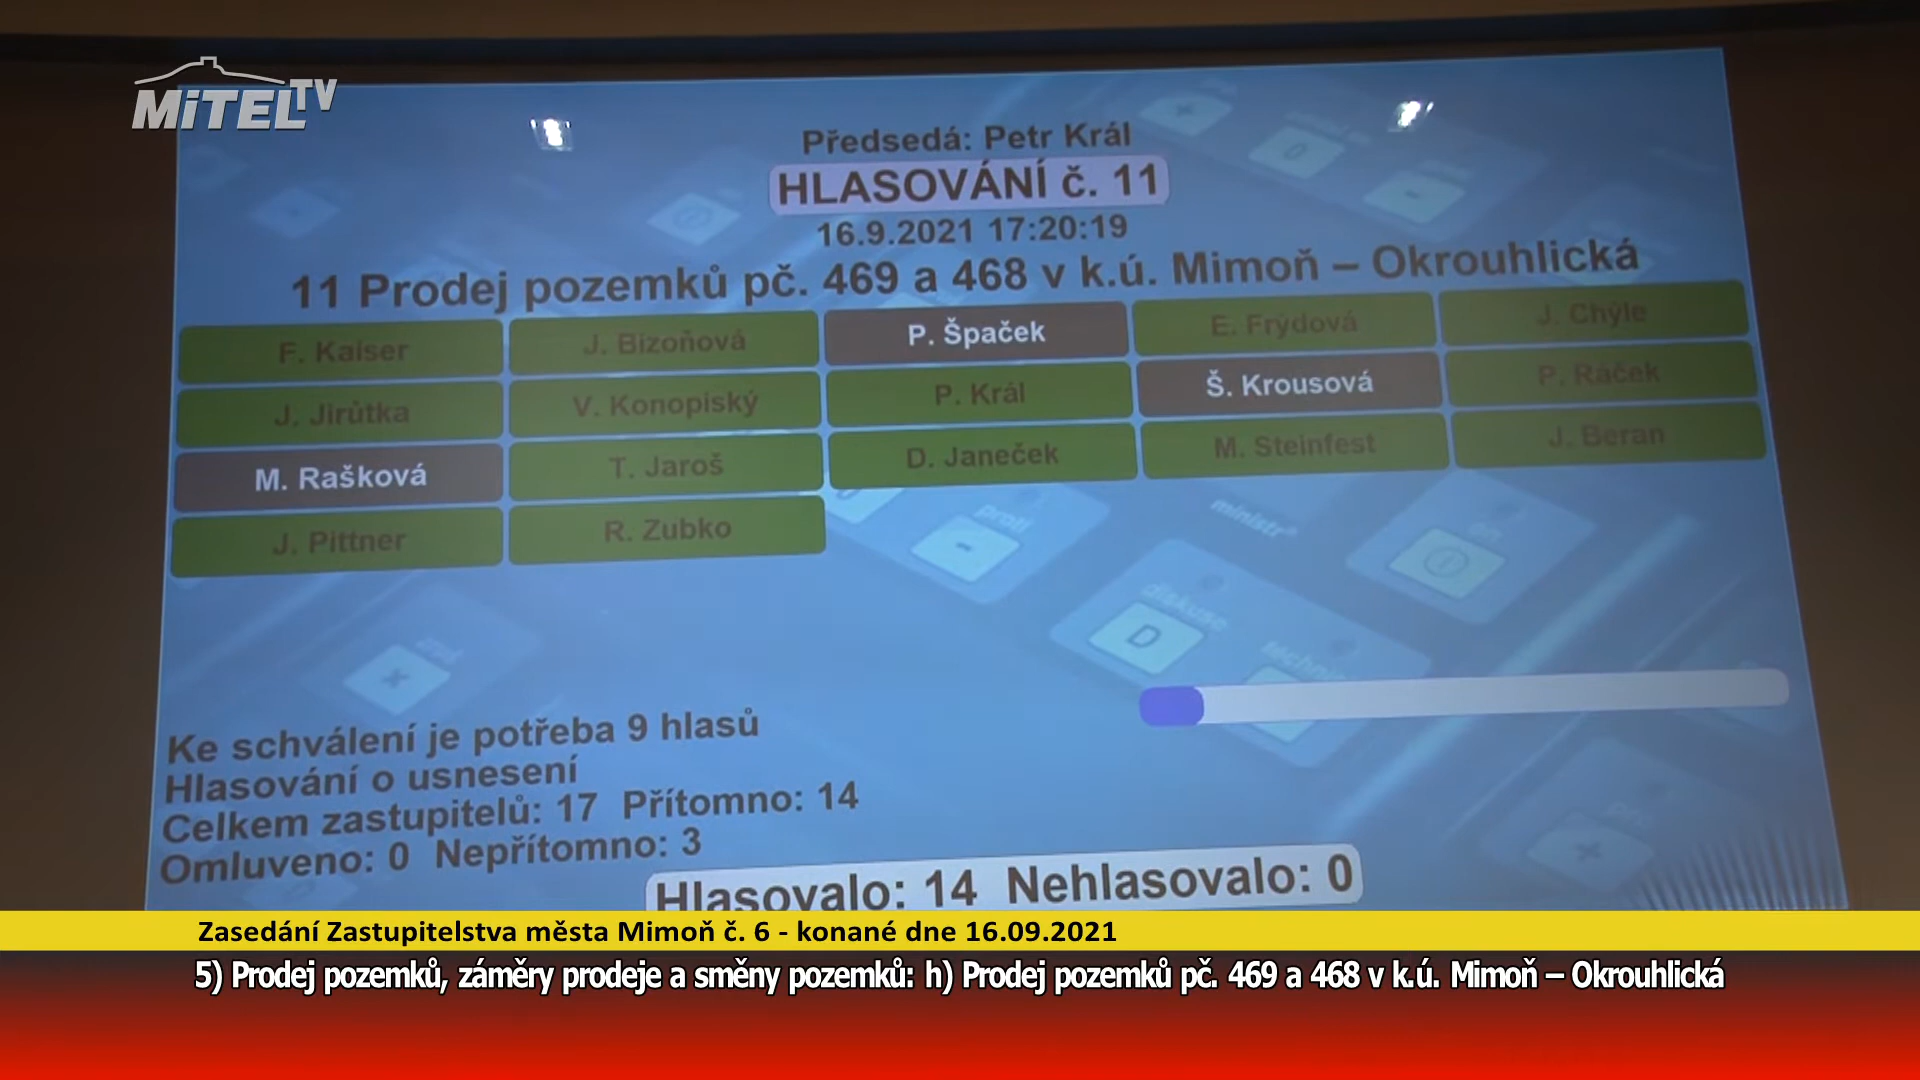 MiTEL TV
Předsedá: Petr Král
HLASOVÁNÍ č. 11
16.9.2021 17:20:19
11 Prodej pozemků pč. 469 a 468 v k.ú. Mimoň – Okrouhlická
F. Kaiser J. Bizoňová P. Špaček E. Frýdová J. Chýle
J. Jirůtka V. Konopiský P. Král Š. Krousová P. Ráček
M. Rašková T. Jaroš D. Janeček M. Steinfest J. Beran
J. Pittner R. Zubko
proti
ministr
diskuse
D
Ke schválení je potřeba 9 hlasů
Hlasování o usnesení
Celkem zastupitelů: 17 Přítomno: 14
Omluveno: 0 Nepřítomno: 3
Hlasovalo: 14 Nehlasovalo: 0
Zasedání Zastupitelstva města Mimoň č. 6 - konané dne 16.09.2021
5) Prodej pozemků, záměry prodeje a směny pozemků: h) Prodej pozemků pč. 469 a 468 v k.ú. Mimoň – Okrouhlická